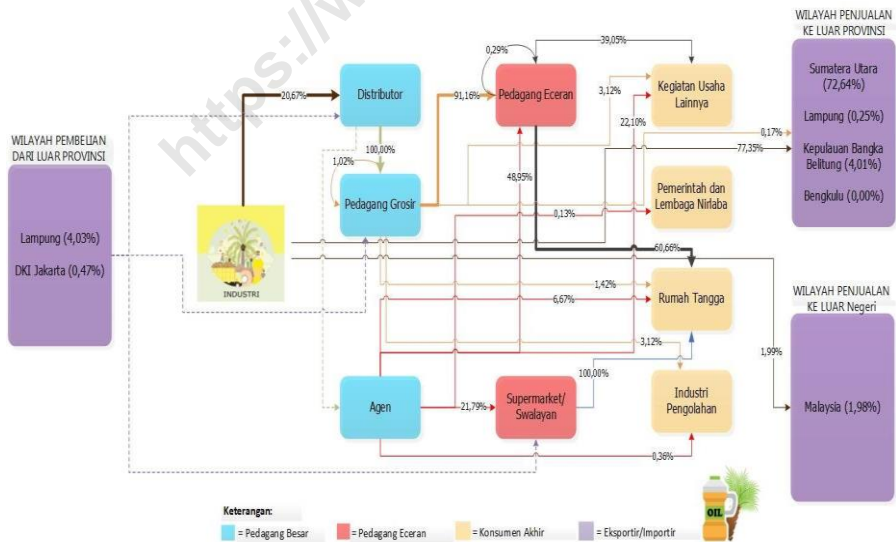 https://w
WILAYAH PENJUALAN
KE LUAR PROVINSI
Sumatera Utara
(72,64%)
Lampung (0,25%)
Kepulauan Bangka
Belitung (4,01%)
Bengkulu (0,00%)
39,05%
0,29%
Pedagang Eceran
Kegiatan Usaha
Lainnya
Distributor
20,67%
91,16%
3,12%
22,10%
0,17%
77,35%
WILAYAH PEMBELIAN
DARI LUAR PROVINSI
Lampung (4,03%)
DKI Jakarta (0,47%)
100,00%
1,02%
48,95%
Pedagang Grosir
0,13%
Pemerintah dan
Lembaga Nirlaba
INDUSTRI
60,66%
1,42%
6,67%
Rumah Tangga
WILAYAH PENJUALAN
KE LUAR Negeri
Malaysia (1,98%)
1,99%
3,12%
100,00%
Agen
21,79%
Supermarket/
Swalayan
Industri
Pengolahan
0,36%
OIL
Keterangan:
= Pedagang Besar
= Pedagang Eceran
= Konsumen Akhir
= Eksportir/Importir